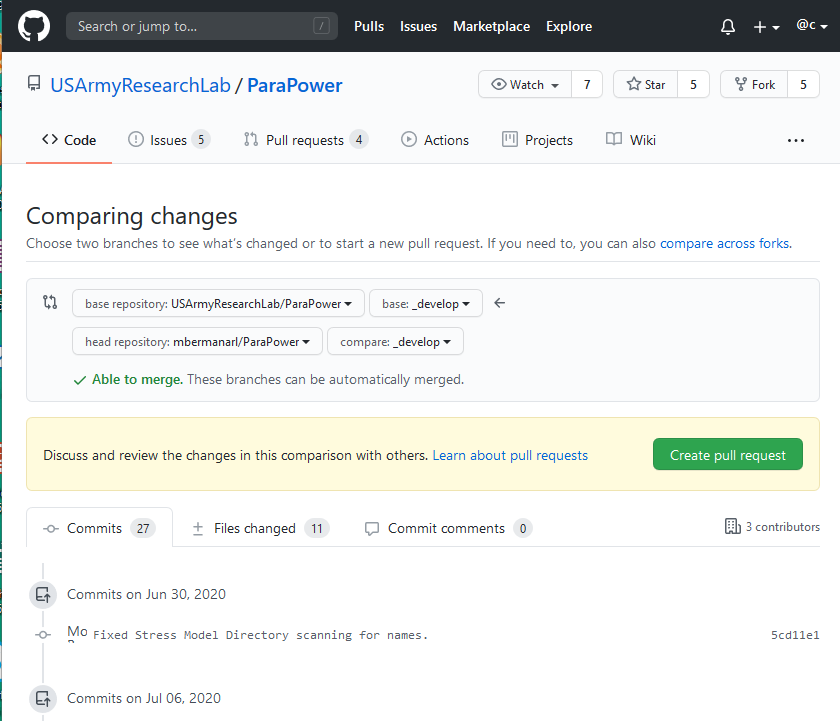 Search or jump to... / Pulls Issues Marketplace Explore @c
USArmyResearchLab / ParaPower Watch 7 Star 5 Fork 5
Code Issues 5 Pull requests 4 Actions Projects Wiki ...
Comparing changes
Choose two branches to see what's changed or to start a new pull request. If you need to, you can also compare across forks.
base repository: USArmyResearchLab/ParaPower base: _develop
head repository: mbermanarl/ParaPower compare: _develop
Able to merge. These branches can be automatically merged.
Discuss and review the changes in this comparison with others. Learn about pull requests Create pull request
Commits 27 Files changed 11 Commit comments 0 3 contributors
Commits on Jun 30, 2020
Mo Fixed Stress Model Directory scanning for names. 5cd11e1
Commits on Jul 06, 2020